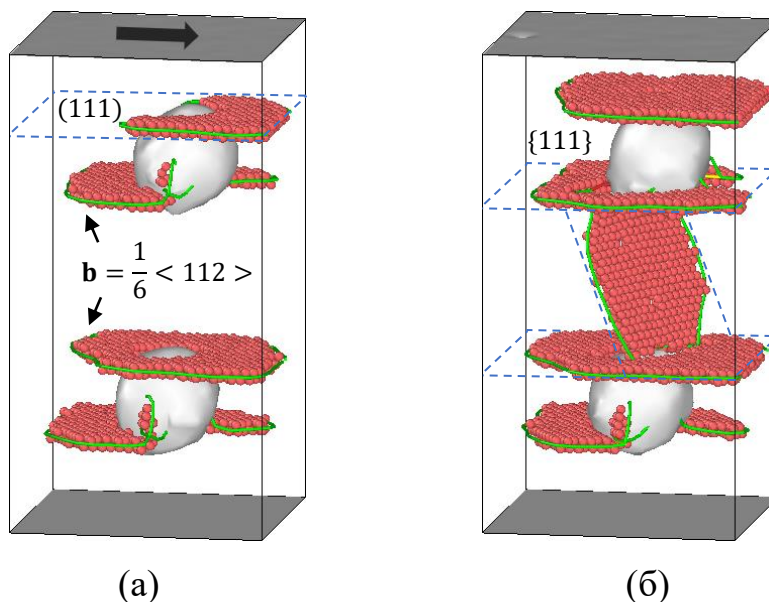 (111)
{111}
b = 1/6 < 112 >
(а)
(б)